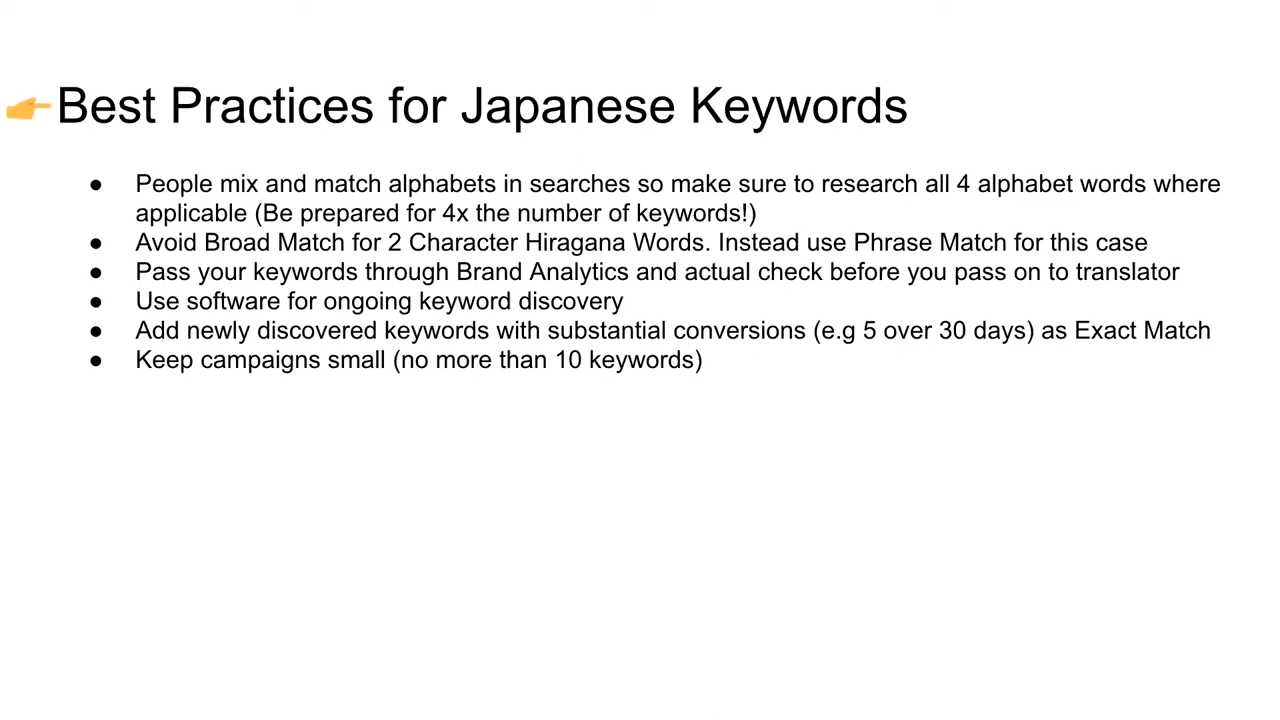 👉Best Practices for Japanese Keywords
● People mix and match alphabets in searches so make sure to research all 4 alphabet words where
applicable (Be prepared for 4x the number of keywords!)
● Avoid Broad Match for 2 Character Hiragana Words. Instead use Phrase Match for this case
● Pass your keywords through Brand Analytics and actual check before you pass on to translator
● Use software for ongoing keyword discovery
● Add newly discovered keywords with substantial conversions (e.g 5 over 30 days) as Exact Match
● Keep campaigns small (no more than 10 keywords)